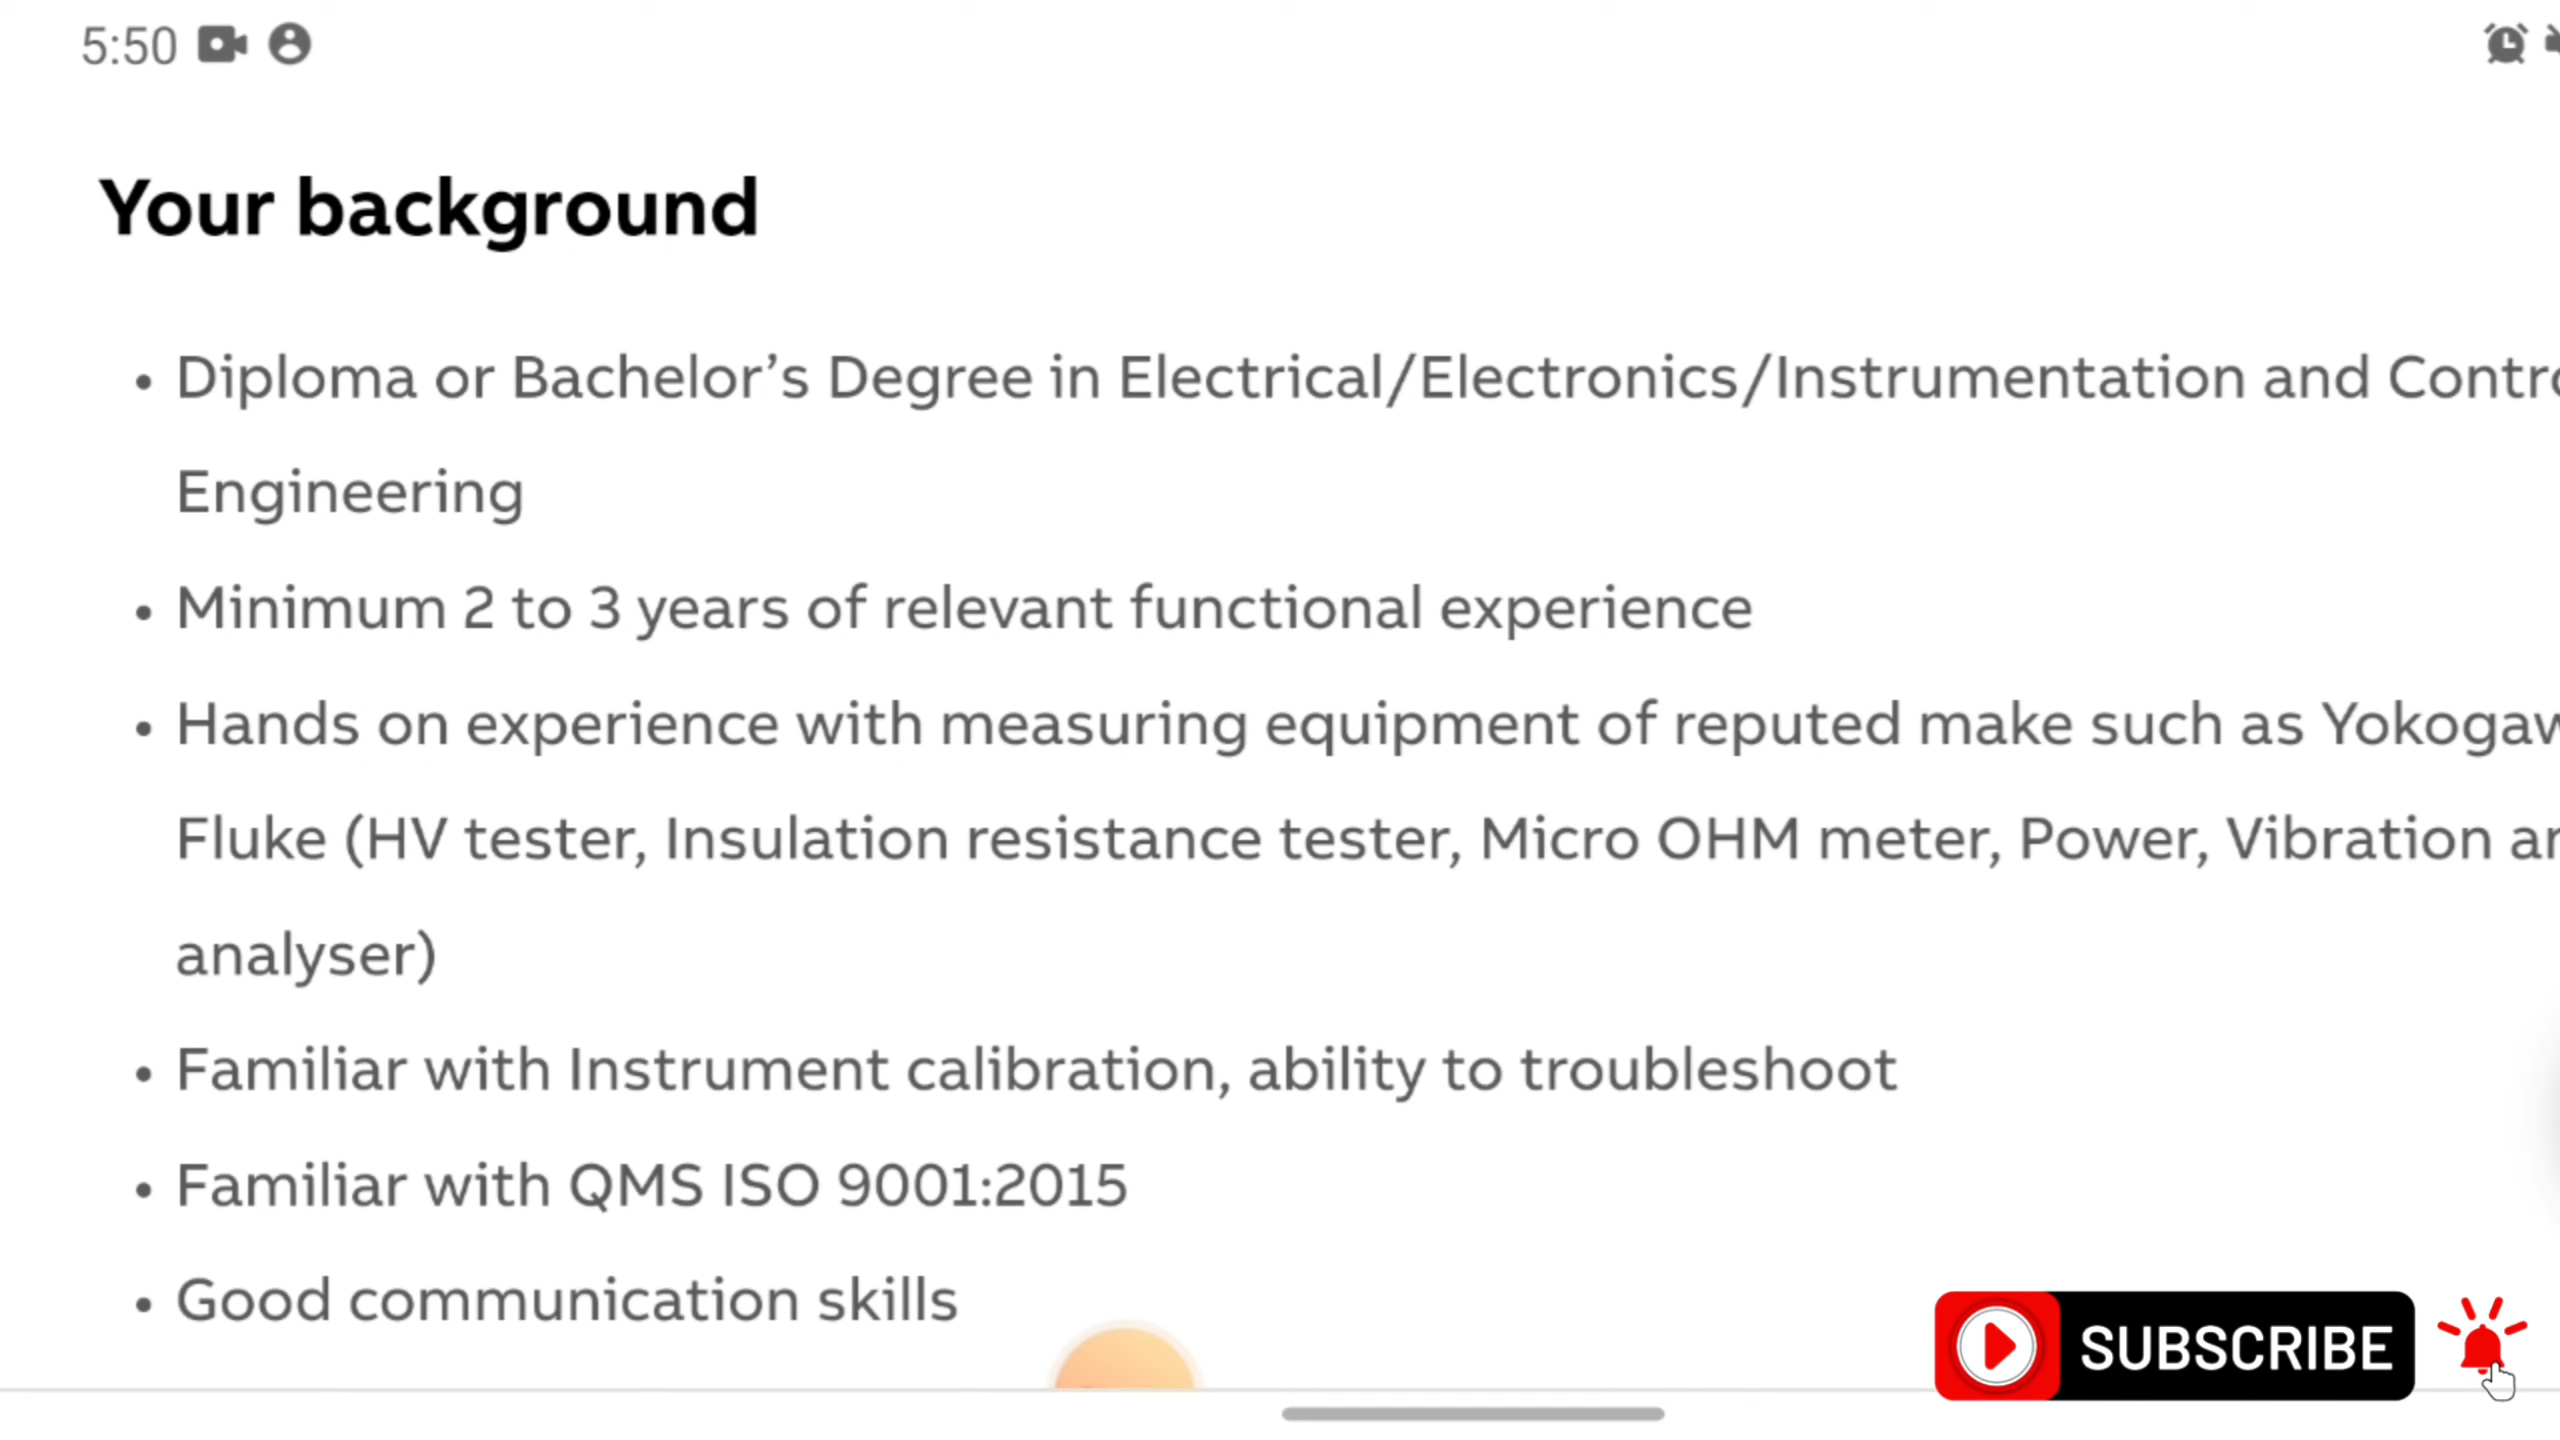 5:50
Your background
• Diploma or Bachelor’s Degree in Electrical/Electronics/Instrumentation and
Engineering
• Minimum 2 to 3 years of relevant functional experience
• Hands on experience with measuring equipment of reputed make such as
Fluke (HV tester, Insulation resistance tester, Micro OHM meter, Power, Vibration
analyser)
• Familiar with Instrument calibration, ability to troubleshoot
• Familiar with QMS ISO 9001:2015
• Good communication skills
SUBSCRIBE